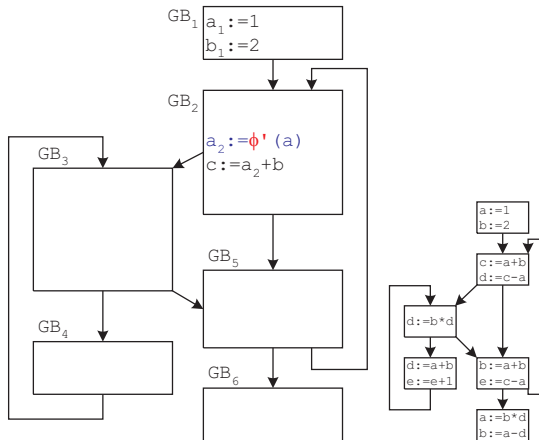 GB₁
a₁:=1
b₁:=2
GB₂
a₂:=ϕ'(a)
c:=a₂+b
GB₃
GB₅
GB₄
GB₆
a:=1
b:=2
c:=a+b
d:=c-a
d:=b*d
d:=a+b
e:=e+1
b:=a+b
e:=c-a
a:=b*d
b:=a-d